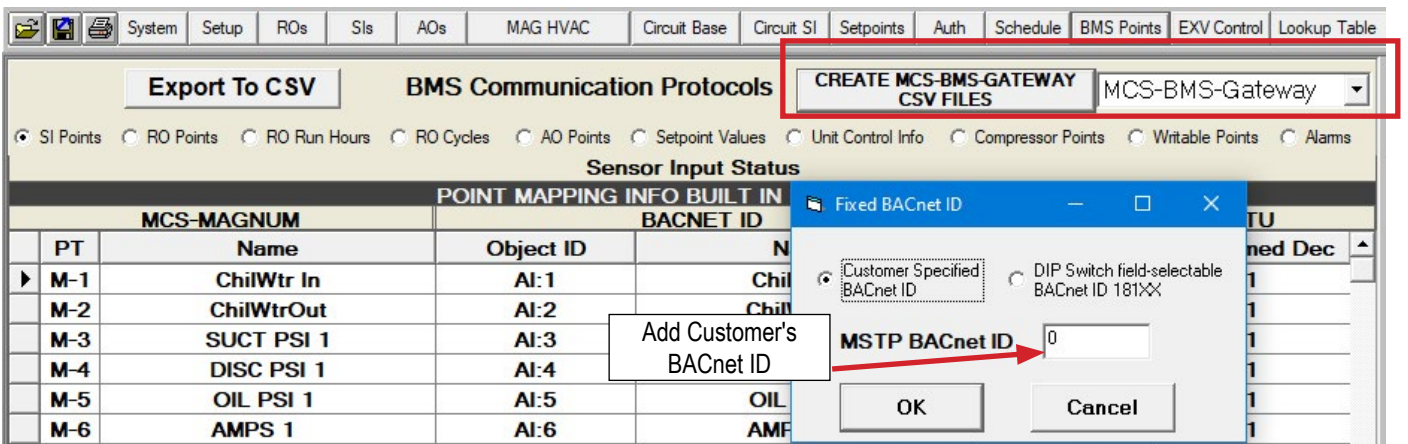 System Setup ROs SIs AOs MAG HVAC Circuit Base Circuit SI Setpoints Auth Schedule BMS Points EXV Control Lookup Table
Export To CSV BMS Communication Protocols CREATE MCS-BMS-GATEWAY CSV FILES MCS-BMS-Gateway
SI Points RO Points RO Run Hours RO Cycles AO Points Setpoint Values Unit Control Info Compressor Points Writable Points Alarms
Sensor Input Status
POINT MAPPING INFO BUILT IN
MCS-MAGNUM BACNET ID TU
PT Name Object ID N ned Dec
M-1 ChilWtr In AI:1 Chil 1
M-2 ChilWtrOut AI:2 ChilW 1
M-3 SUCT PSI 1 AI:3 1
M-4 DISC PSI 1 AI:4 1
M-5 OIL PSI 1 AI:5 OIL 1
M-6 AMPS 1 AI:6 AMP 1
Fixed BACnet ID
Customer Specified
BACnet ID
DIP Switch field-selectable
BACnet ID 181XX
MSTP BACnet ID 0
OK Cancel
Add Customer's
BACnet ID